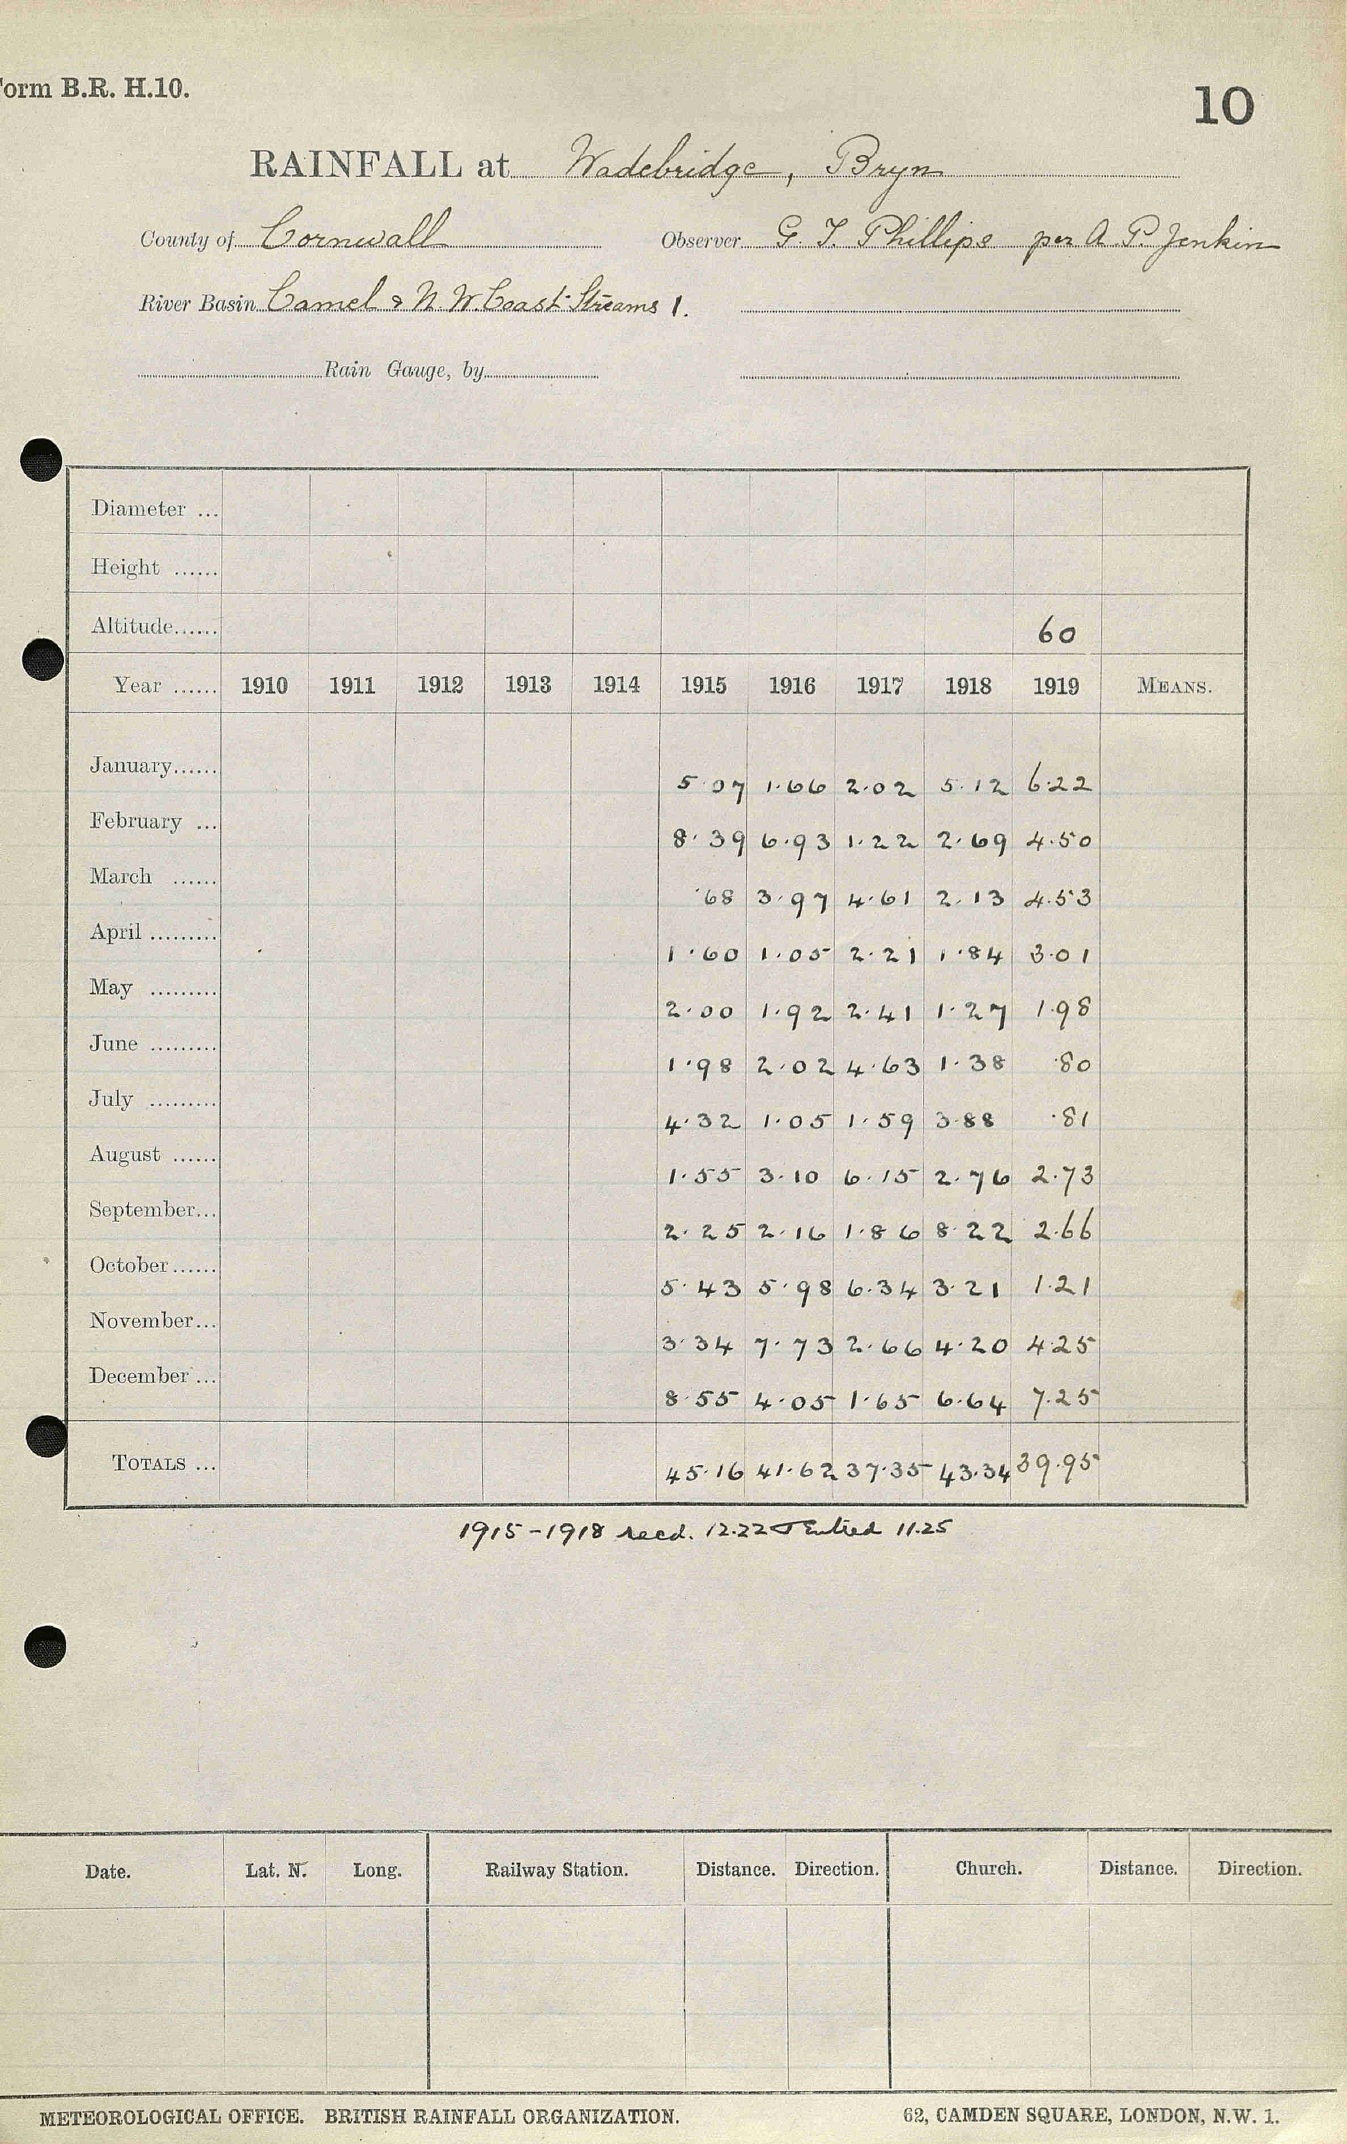 Form B.R. H.10.
10
RAINFALL at Wadebridge, Bryn
County of Cornwall Observer G. T. Phillips per A. P. Jenkin
River Basin Camel & N. W. Coast Streams 1.
Rain Gauge, by
Diameter ...
Height ......
Altitude...... 60
Year ...... 1910 1911 1912 1913 1914 1915 1916 1917 1918 1919 MEANS.
January...... 5.07 1.66 2.02 5.12 6.22
February ... 8.39 6.93 1.22 2.69 4.50
March ...... .68 3.97 4.61 2.13 4.53
April ......... 1.60 1.05 2.21 1.84 3.01
May ......... 2.00 1.92 2.41 1.27 1.98
June ......... 1.98 2.02 4.63 1.38 .80
July ......... 4.32 1.05 1.59 3.88 .81
August ...... 1.55 3.10 6.15 2.76 2.73
September... 2.25 2.16 1.86 8.22 2.66
October...... 5.43 5.98 6.34 3.21 1.21
November... 3.34 7.73 2.66 4.20 4.25
December ... 8.55 4.05 1.65 6.64 7.25
TOTALS ... 45.16 41.62 37.35 43.34 39.95
1915-1918 recd. 12.22 & Entred 11.25
Date. Lat. N. Long. Railway Station. Distance. Direction. Church. Distance. Direction.
METEOROLOGICAL OFFICE. BRITISH RAINFALL ORGANIZATION. 62, CAMDEN SQUARE, LONDON, N.W. 1.